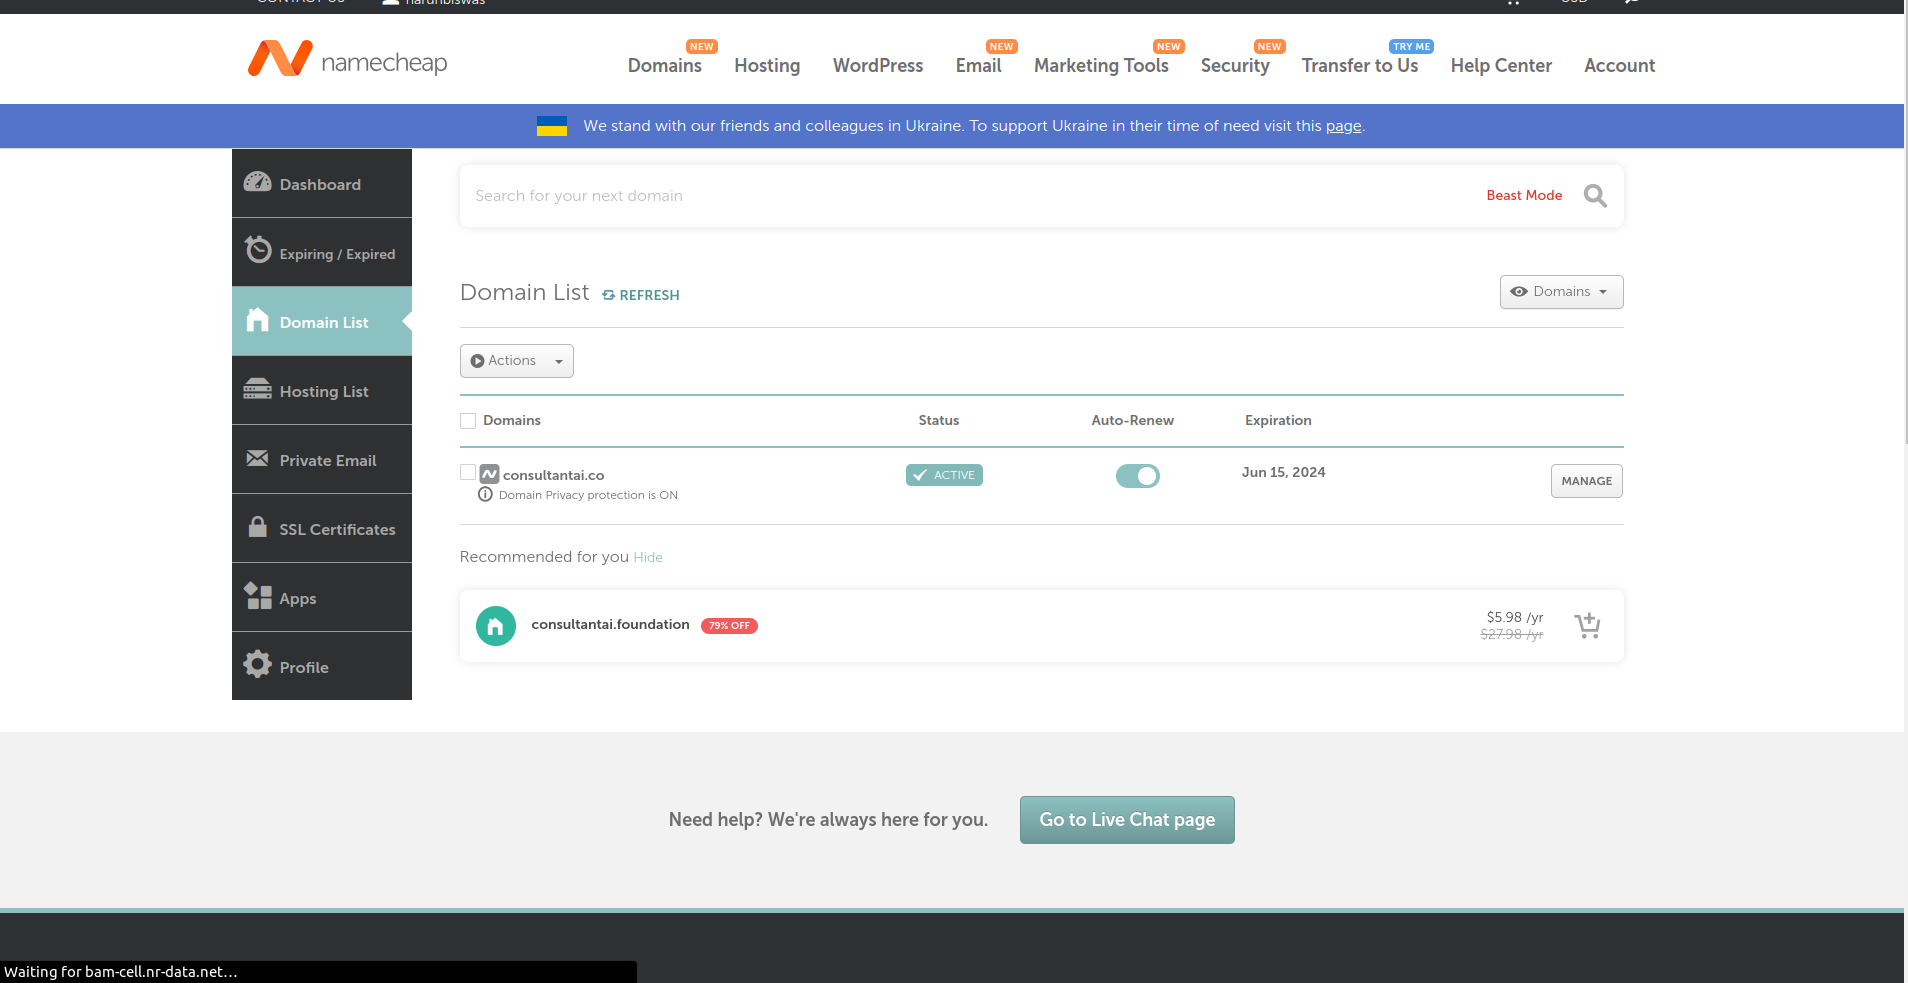 CONTACT US harunbiswas USD
NEW NEW NEW NEW TRY ME
namecheap Domains Hosting WordPress Email Marketing Tools Security Transfer to Us Help Center Account
We stand with our friends and colleagues in Ukraine. To support Ukraine in their time of need visit this page.
Dashboard
Expiring / Expired
Domain List
Hosting List
Private Email
SSL Certificates
Apps
Profile
Search for your next domain Beast Mode
Domain List REFRESH Domains
Actions
Domains Status Auto-Renew Expiration
consultantai.co ACTIVE Jun 15, 2024 MANAGE
Domain Privacy protection is ON
Recommended for you Hide
consultantai.foundation 79% OFF $5.98 /yr
$27.98 /yr
Need help? We're always here for you. Go to Live Chat page
Waiting for bam-cell.nr-data.net…